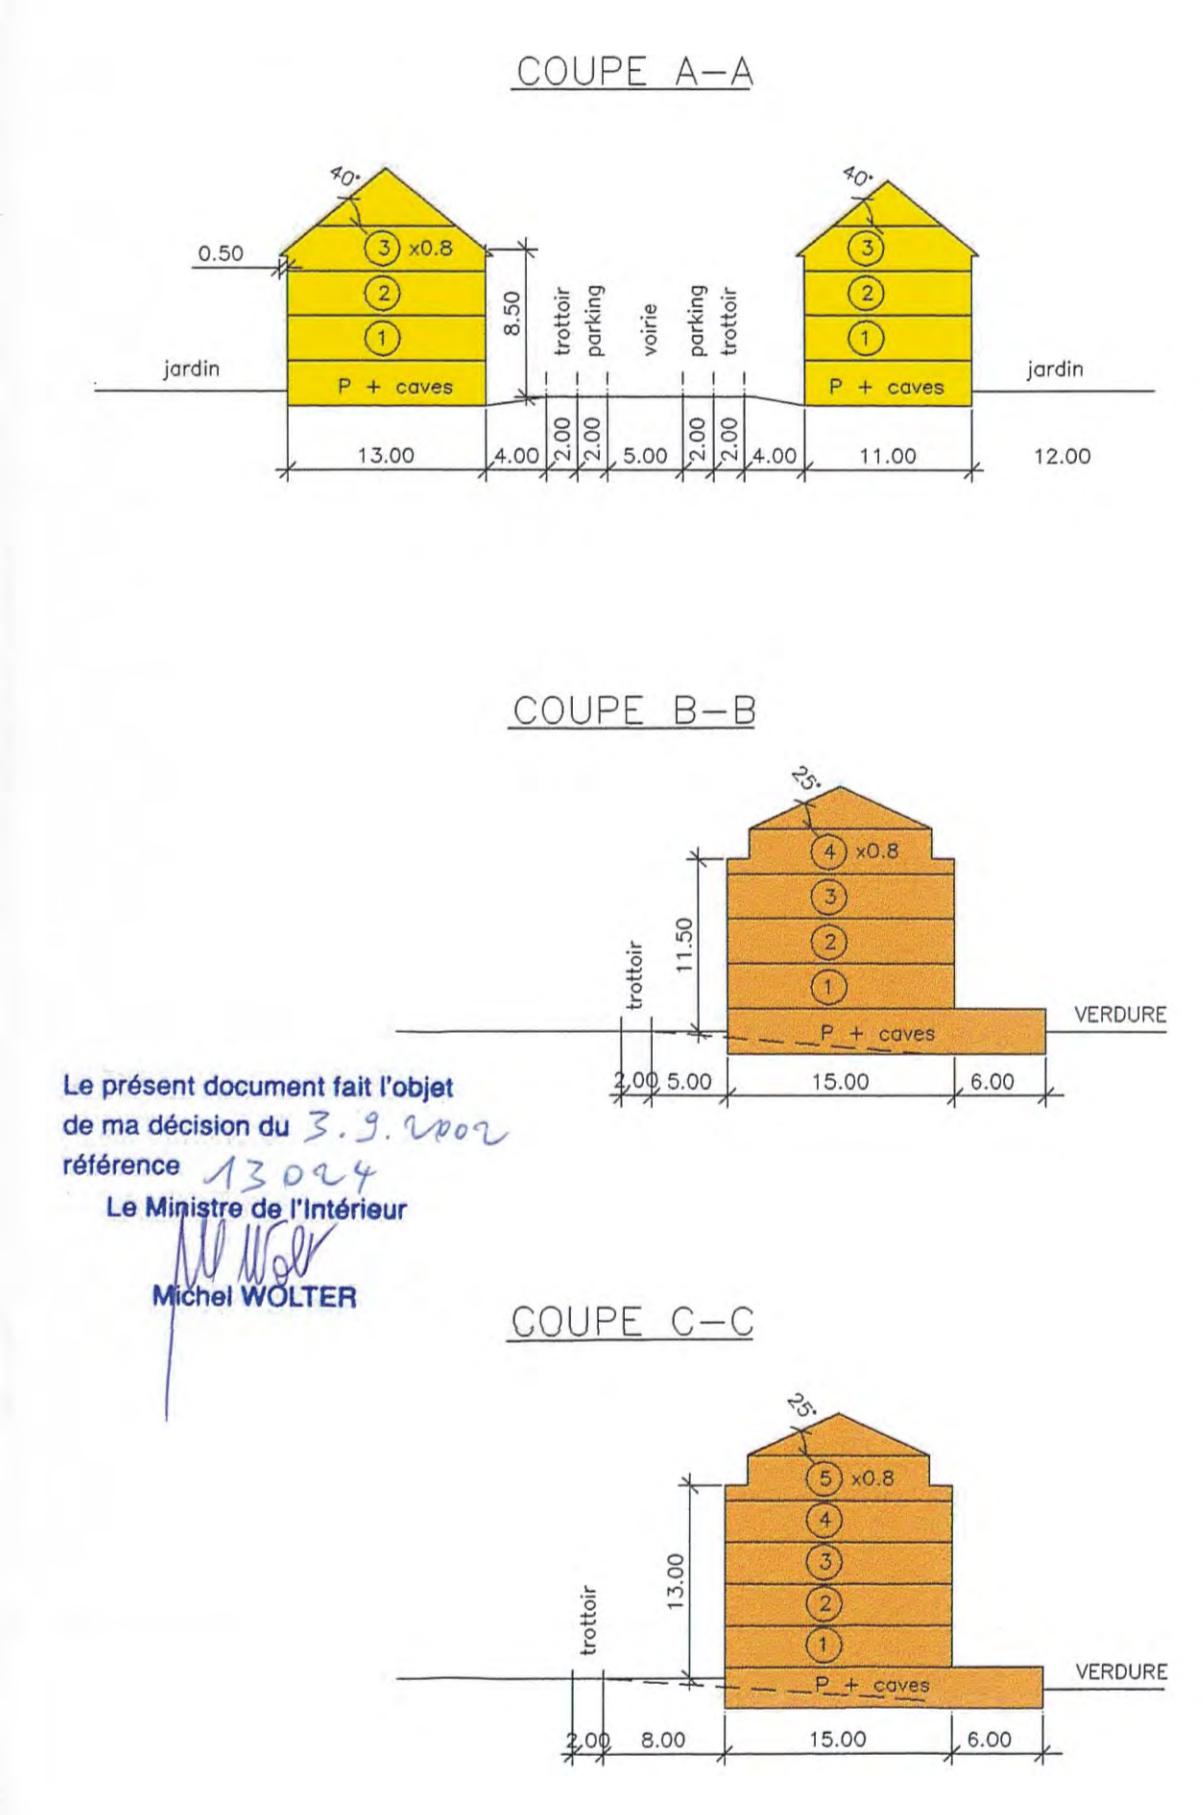 COUPE A–A
40°
40°
0.50
3 x0.8
3
2
2
8.50
trottoir
parking
voirie
parking
trottoir
1
1
jardin
jardin
P + caves
P + caves
13.00
4.00
2.00
2.00
5.00
2.00
2.00
4.00
11.00
12.00
COUPE B–B
25°
4 x0.8
3
11.50
2
trottoir
1
VERDURE
P + caves
2.00
5.00
15.00
6.00
Le présent document fait l'objet
de ma décision du 3.9.2002
référence 13024
Le Ministre de l'Intérieur
Michel WOLTER
COUPE C–C
25°
5 x0.8
4
3
13.00
2
trottoir
1
VERDURE
P + caves
2.00
8.00
15.00
6.00